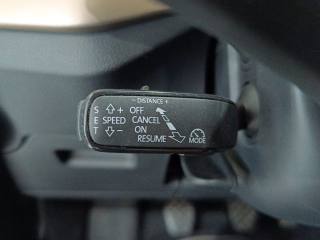 - DISTANCE +
S + OFF
E SPEED CANCEL
T - ON
RESUME MODE